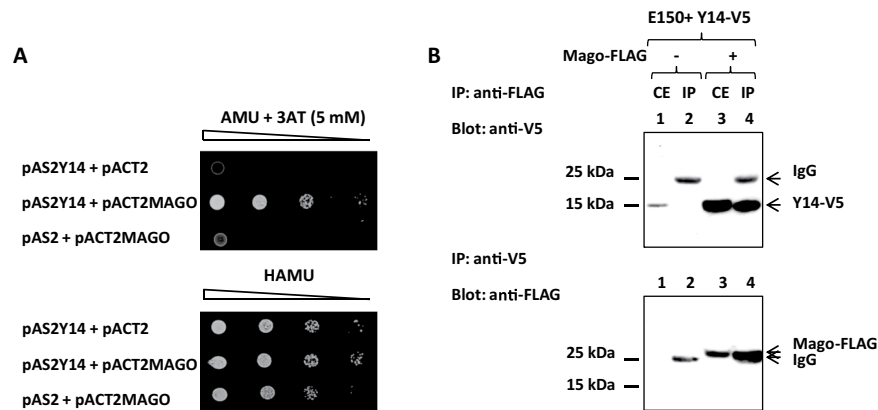 A
AMU + 3AT (5 mM)
pAS2Y14 + pACT2
pAS2Y14 + pACT2MAGO
pAS2 + pACT2MAGO
HAMU
pAS2Y14 + pACT2
pAS2Y14 + pACT2MAGO
pAS2 + pACT2MAGO
B
E150+ Y14-V5
Mago-FLAG - +
IP: anti-FLAG CE IP CE IP
Blot: anti-V5 1 2 3 4
25 kDa IgG
15 kDa Y14-V5
IP: anti-V5
Blot: anti-FLAG 1 2 3 4
Mago-FLAG
25 kDa IgG
15 kDa